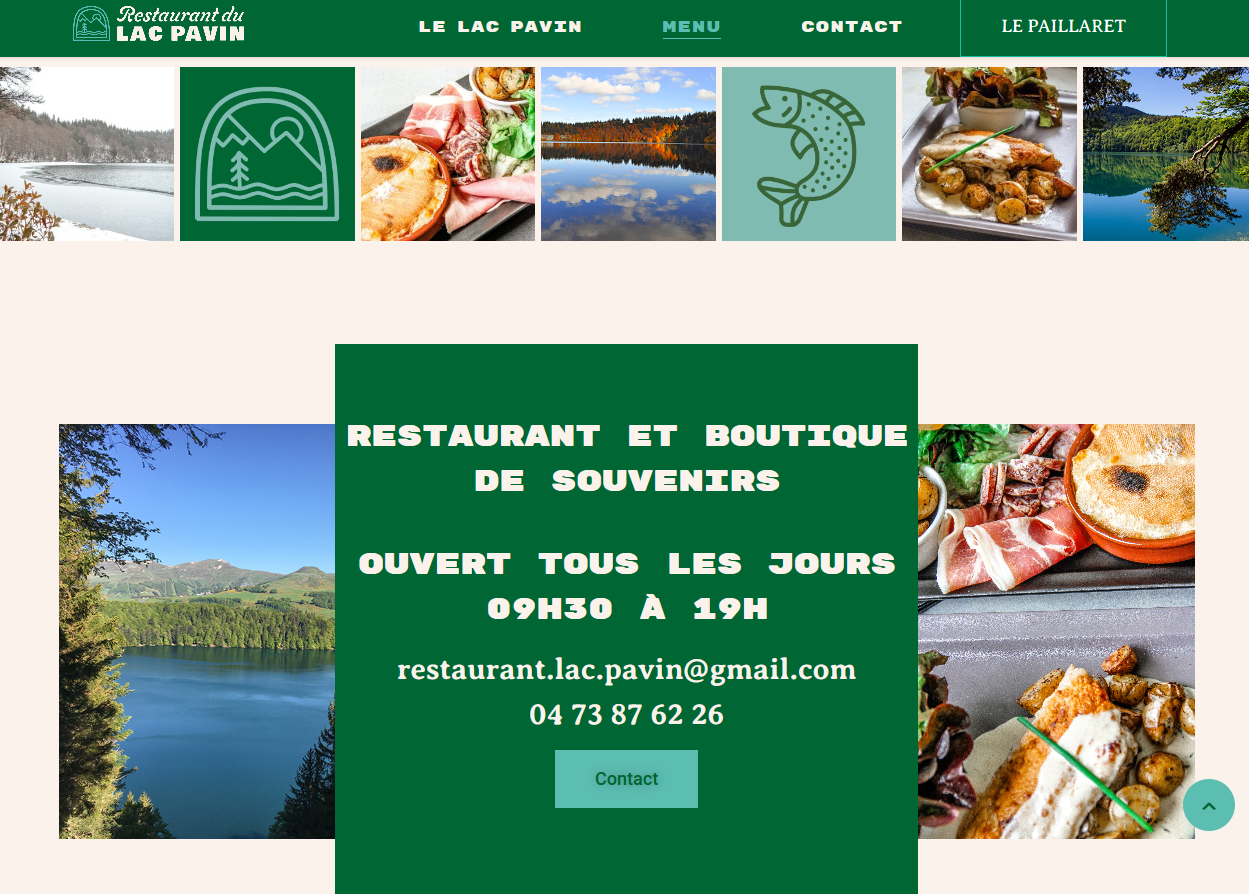 Restaurant du
LAC PAVIN
LE LAC PAVIN
MENU
CONTACT
LE PAILLARET
RESTAURANT ET BOUTIQUE
DE SOUVENIRS
OUVERT TOUS LES JOURS
09H30 À 19H
restaurant.lac.pavin@gmail.com
04 73 87 62 26
Contact